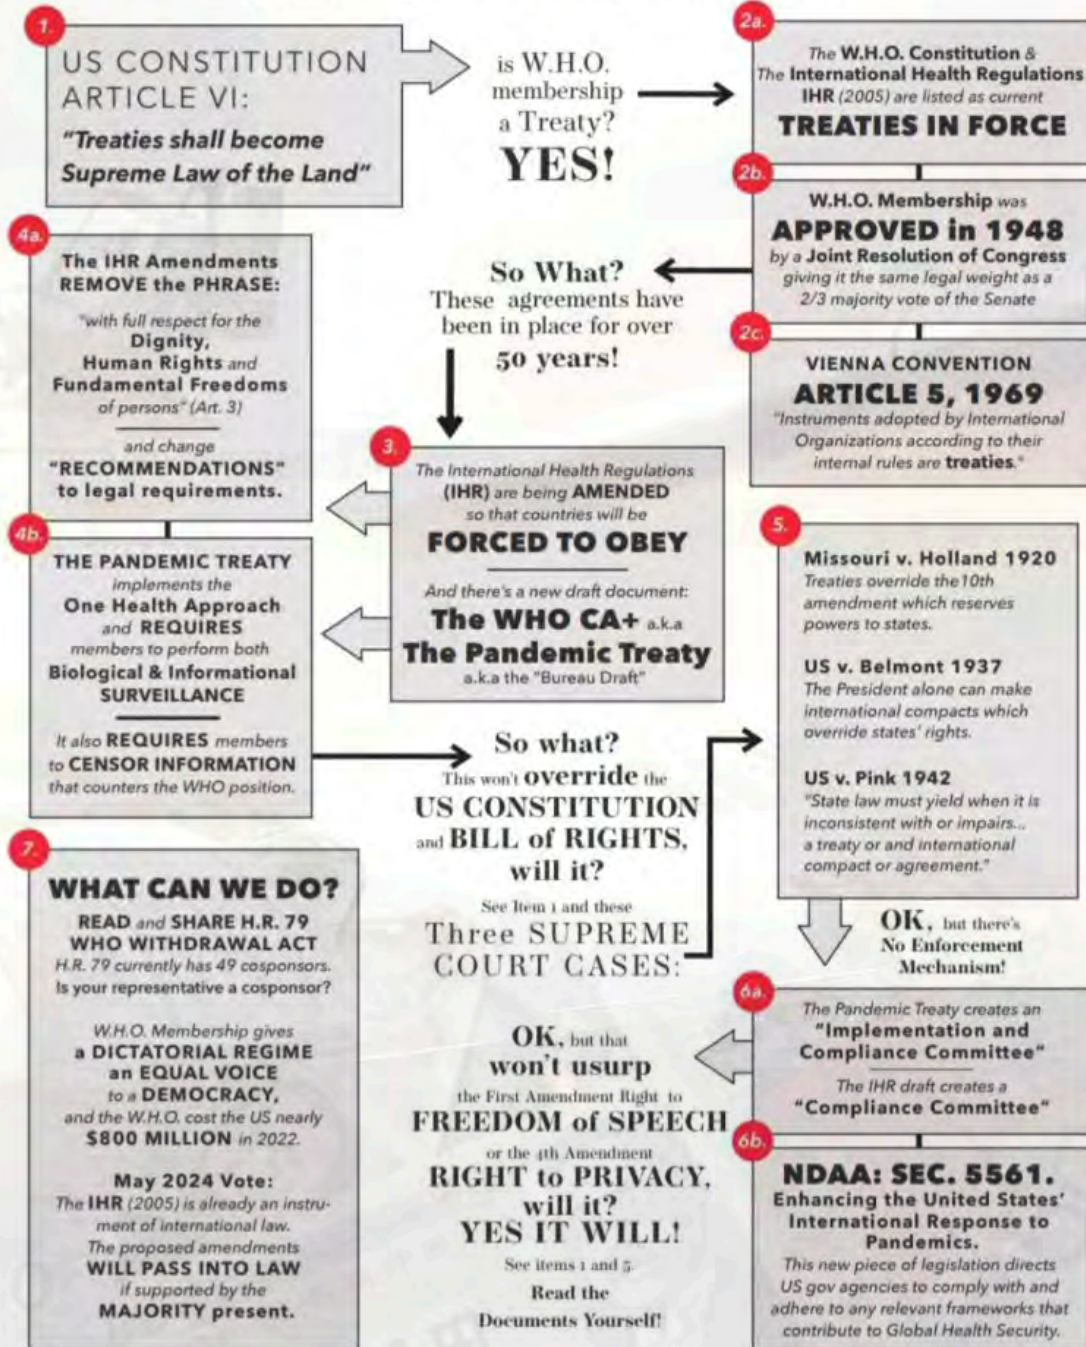 1.
US CONSTITUTION
ARTICLE VI:
"Treaties shall become
Supreme Law of the Land"
is W.H.O.
membership
a Treaty?
YES!
2a.
The W.H.O. Constitution &
The International Health Regulations
IHR (2005) are listed as current
TREATIES IN FORCE
2b.
W.H.O. Membership was
APPROVED in 1948
by a Joint Resolution of Congress
giving it the same legal weight as a
2/3 majority vote of the Senate
2c.
VIENNA CONVENTION
ARTICLE 5, 1969
"Instruments adopted by International
Organizations according to their
internal rules are treaties."
So What?
These agreements have
been in place for over
50 years!
3.
The International Health Regulations
(IHR) are being AMENDED
so that countries will be
FORCED TO OBEY
And there's a new draft document:
The WHO CA+ a.k.a
The Pandemic Treaty
a.k.a the "Bureau Draft"
4a.
The IHR Amendments
REMOVE the PHRASE:
"with full respect for the
Dignity,
Human Rights and
Fundamental Freedoms
of persons" (Art. 3)
and change
"RECOMMENDATIONS"
to legal requirements.
4b.
THE PANDEMIC TREATY
implements the
One Health Approach
and REQUIRES
members to perform both
Biological & Informational
SURVEILLANCE
It also REQUIRES members
to CENSOR INFORMATION
that counters the WHO position.
So what?
This won't override the
US CONSTITUTION
and BILL of RIGHTS,
will it?
See Item 1 and these
Three SUPREME
COURT CASES:
5.
Missouri v. Holland 1920
Treaties override the 10th
amendment which reserves
powers to states.
US v. Belmont 1937
The President alone can make
international compacts which
override states' rights.
US v. Pink 1942
"State law must yield when it is
inconsistent with or impairs...
a treaty or and international
compact or agreement."
OK, but there's
No Enforcement
Mechanism!
6a.
The Pandemic Treaty creates an
"Implementation and
Compliance Committee"
The IHR draft creates a
"Compliance Committee"
6b.
NDAA: SEC. 5561.
Enhancing the United States'
International Response to
Pandemics.
This new piece of legislation directs
US gov agencies to comply with and
adhere to any relevant frameworks that
contribute to Global Health Security.
OK, but that
won't usurp
the First Amendment Right to
FREEDOM of SPEECH
or the 4th Amendment
RIGHT to PRIVACY,
will it?
YES IT WILL!
See items 1 and 5.
Read the
Documents Yourself!
7.
WHAT CAN WE DO?
READ and SHARE H.R. 79
WHO WITHDRAWAL ACT
H.R. 79 currently has 49 cosponsors.
Is your representative a cosponsor?
W.H.O. Membership gives
a DICTATORIAL REGIME
an EQUAL VOICE
to a DEMOCRACY,
and the W.H.O. cost the US nearly
$800 MILLION in 2022.
May 2024 Vote:
The IHR (2005) is already an instru-
ment of international law.
The proposed amendments
WILL PASS INTO LAW
if supported by the
MAJORITY present.